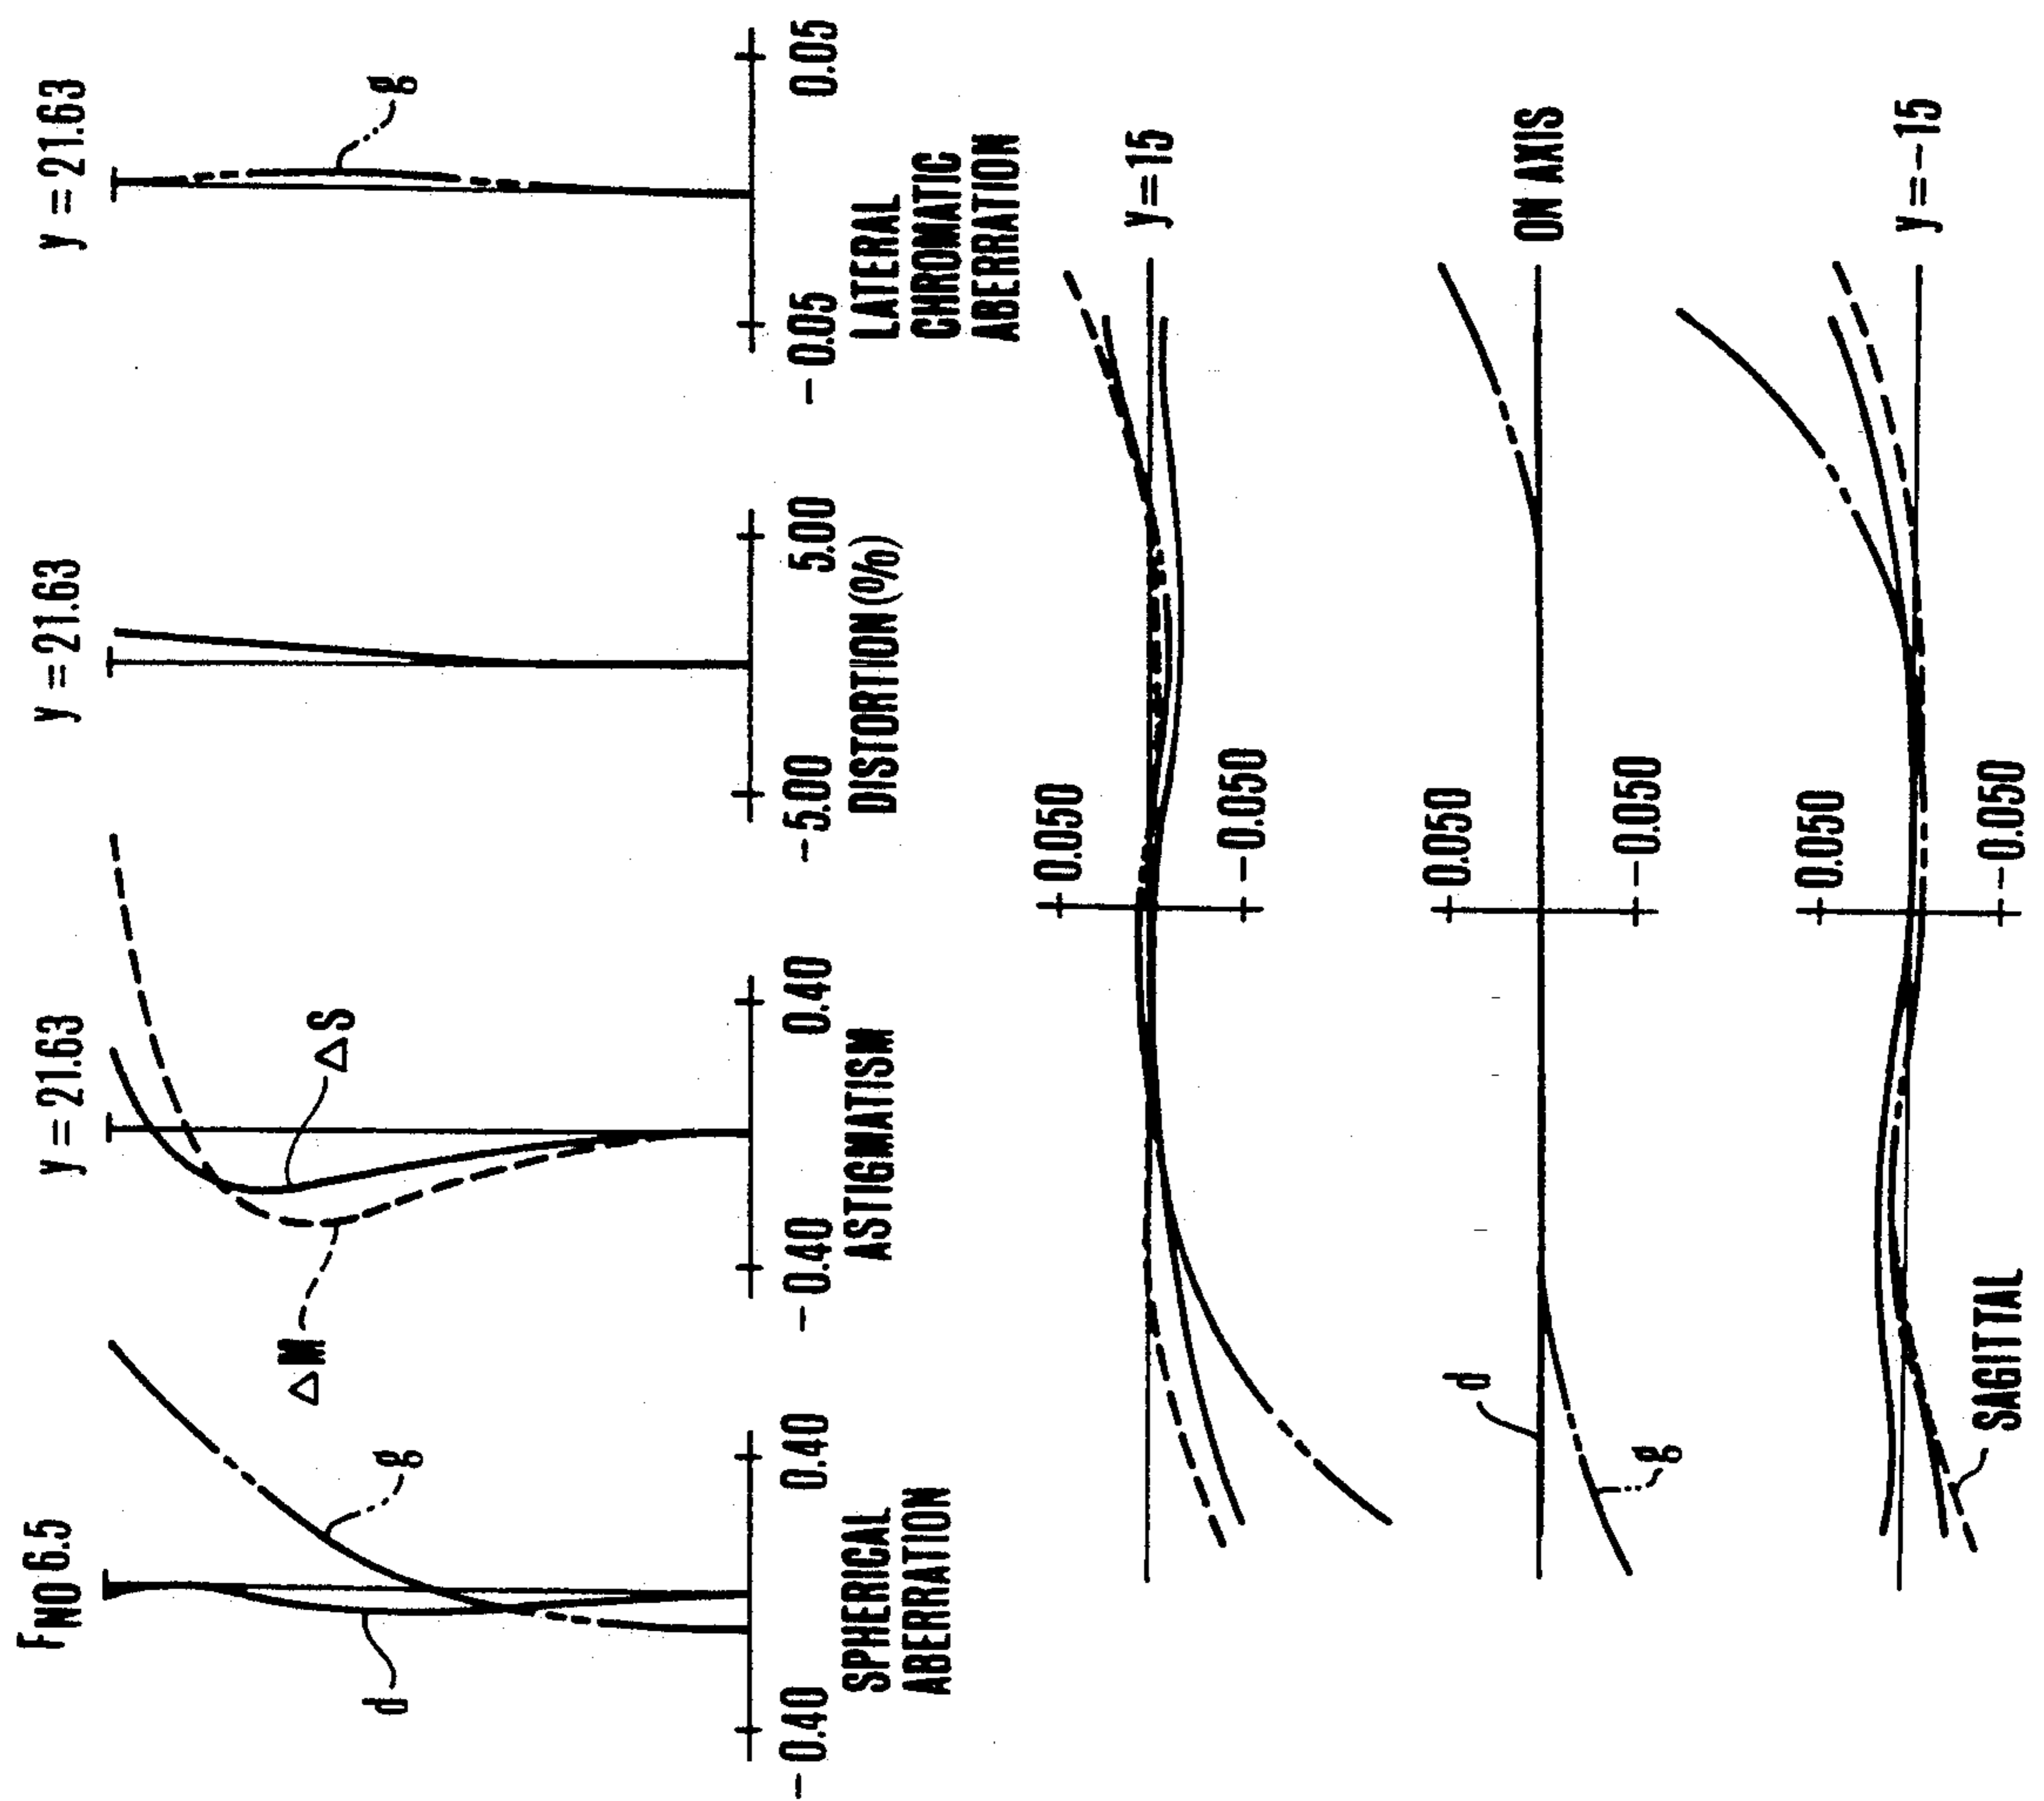 FNO 6.5
d
g
-0.40
0.40
SPHERICAL
ABERRATION
y = 21.63
ΔM
ΔS
-0.40
0.40
ASTIGMATISM
y = 21.63
-5.00
5.00
DISTORTION (%)
y = 21.63
g
-0.05
0.05
LATERAL
CHROMATIC
ABERRATION
0.050
-0.050
y=15
d
g
0.050
-0.050
ON AXIS
SAGITTAL
0.050
-0.050
y=-15